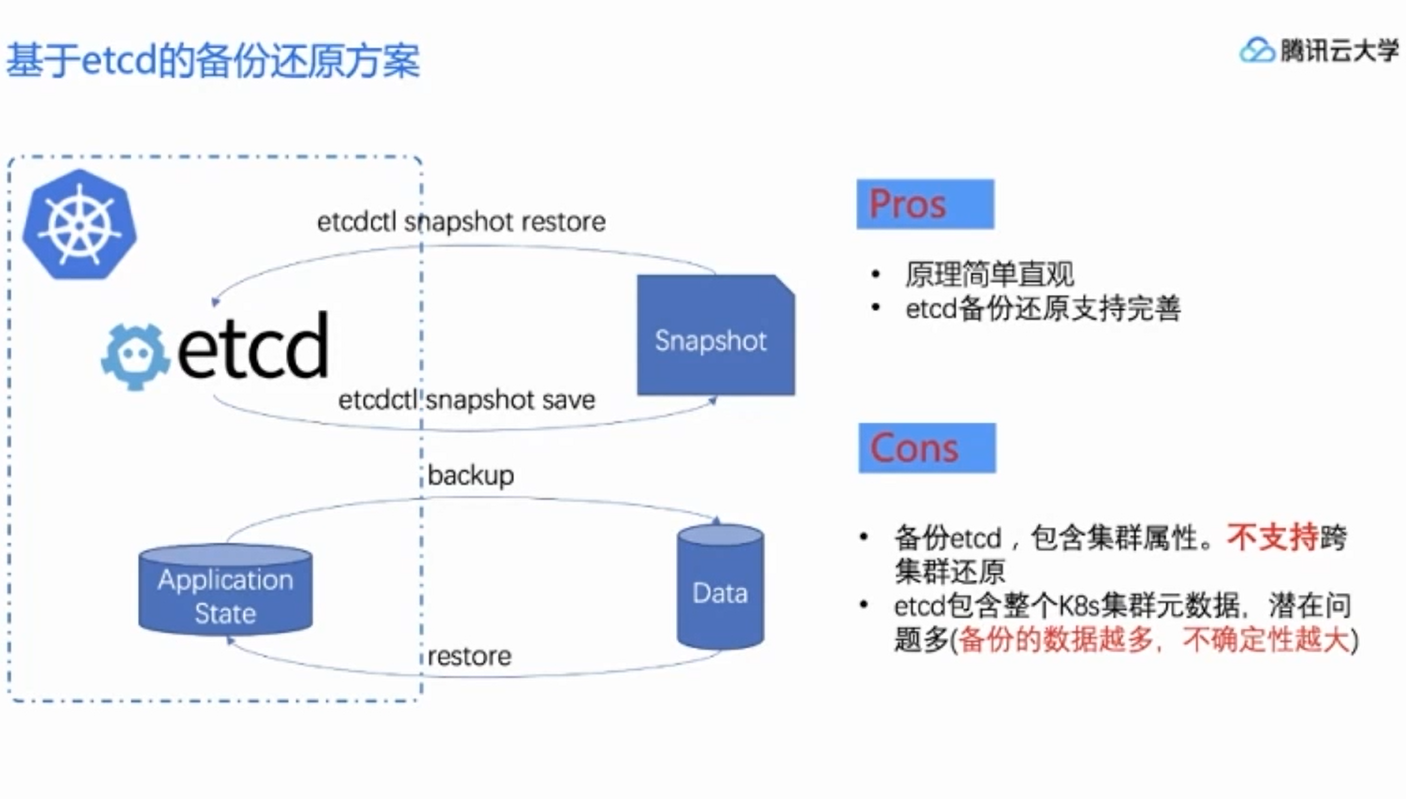 基于etcd的备份还原方案
腾讯云大学
etcdctl snapshot restore
etcd
Snapshot
etcdctl snapshot save
backup
Application
State
Data
restore
Pros
• 原理简单直观
• etcd备份还原支持完善
Cons
• 备份etcd，包含集群属性。不支持跨
集群还原
• etcd包含整个K8s集群元数据，潜在问
题多(备份的数据越多，不确定性越大)